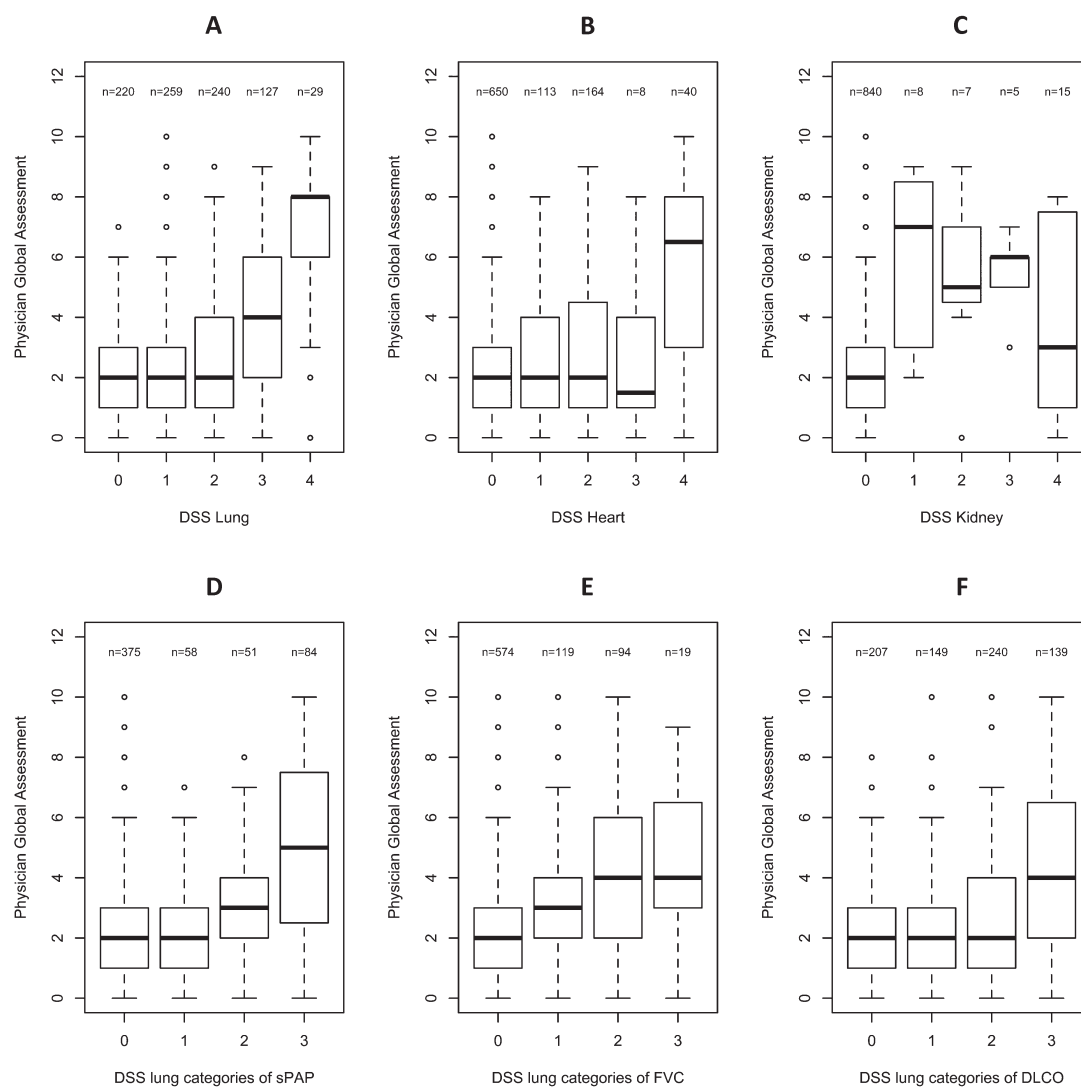 A B C
n=220 n=259 n=240 n=127 n=29
n=650 n=113 n=164 n=8 n=40
n=840 n=8 n=7 n=5 n=15
Physician Global Assessment
0 2 4 6 8 10 12
Physician Global Assessment
0 2 4 6 8 10 12
Physician Global Assessment
0 2 4 6 8 10 12
0 1 2 3 4
0 1 2 3 4
0 1 2 3 4
DSS Lung
DSS Heart
DSS Kidney
D E F
n=375 n=58 n=51 n=84
n=574 n=119 n=94 n=19
n=207 n=149 n=240 n=139
Physician Global Assessment
0 2 4 6 8 10 12
Physician Global Assessment
0 2 4 6 8 10 12
Physician Global Assessment
0 2 4 6 8 10 12
0 1 2 3
0 1 2 3
0 1 2 3
DSS lung categories of sPAP
DSS lung categories of FVC
DSS lung categories of DLCO